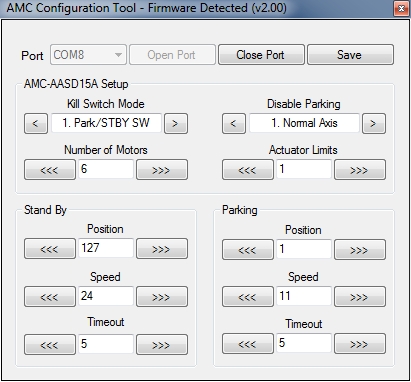 AMC Configuration Tool - Firmware Detected (v2.00)
Port COM8 Open Port Close Port Save
AMC-AASD15A Setup
Kill Switch Mode Disable Parking
< 1. Park/STBY SW > < 1. Normal Axis >
Number of Motors Actuator Limits
<<< 6 >>> <<< 1 >>>
Stand By
Position
<<< 127 >>>
Speed
<<< 24 >>>
Timeout
<<< 5 >>>
Parking
Position
<<< 1 >>>
Speed
<<< 11 >>>
Timeout
<<< 5 >>>